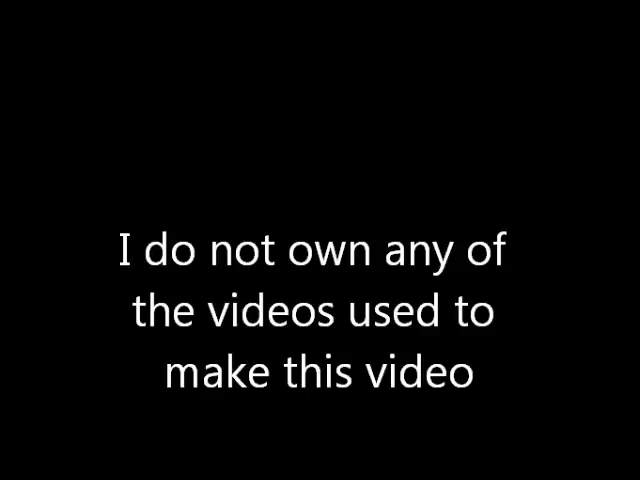 I do not own any of
the videos used to
make this video